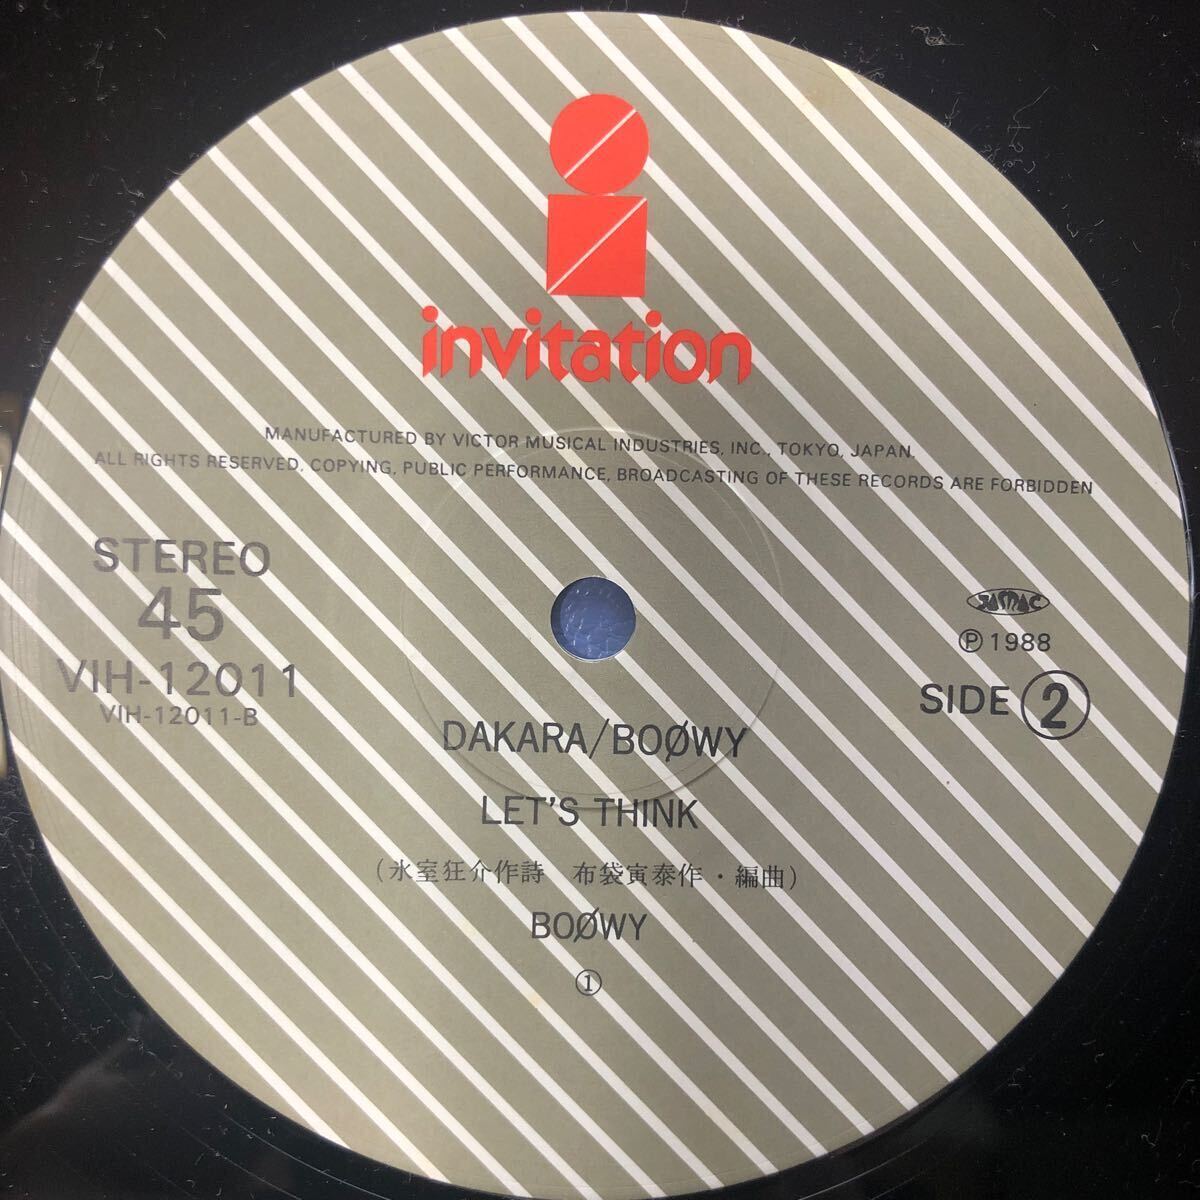 invitation
MANUFACTURED BY VICTOR MUSICAL INDUSTRIES, INC., TOKYO, JAPAN.
ALL RIGHTS RESERVED. COPYING, PUBLIC PERFORMANCE, BROADCASTING OF THESE RECORDS ARE FORBIDDEN
STEREO
45
VIH-12011
VIH-12011-B
JASRAC
Ⓟ1988
SIDE ②
DAKARA/BOØWY
LET'S THINK
(氷室狂介作詩 布袋寅泰作・編曲)
BOØWY
①